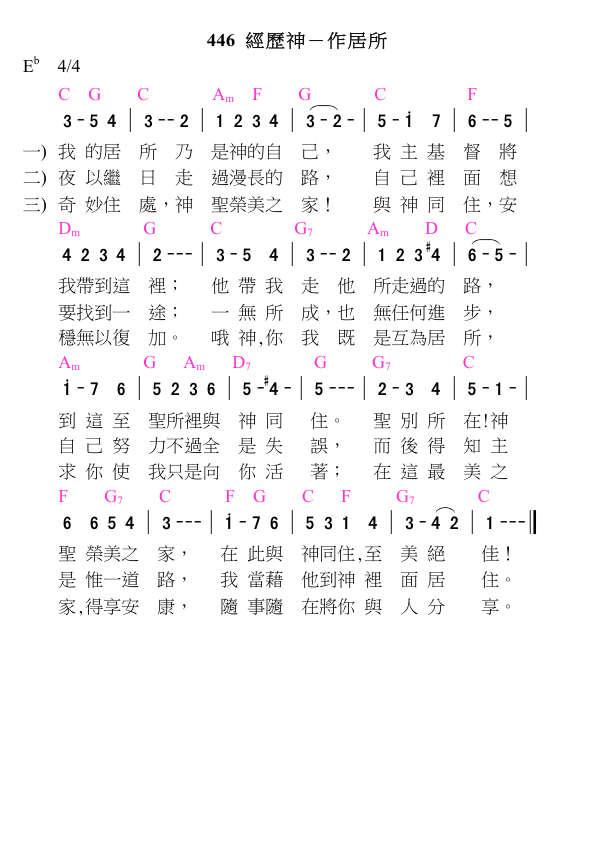 446 經歷神－作居所
E♭ 4/4
C G C Am F G C F
3 - 5 4 | 3 - - 2 | 1 2 3 4 | 3 - 2 - | 5 - i 7 | 6 - - 5 |
一) 我 的居 所 乃 是神的自 己， 我 主 基 督 將
二) 夜 以繼 日 走 過漫長的 路， 自 己 裡 面 想
三) 奇 妙住 處，神 聖榮美之 家！ 與 神 同 住，安
Dm G C G7 Am D C
4 2 3 4 | 2 - - - | 3 - 5 4 | 3 - - 2 | 1 2 3 #4 | 6 - 5 - |
我帶到這 裡； 他 帶 我 走 他 所走過的 路，
要找到一 途； 一 無 所 成，也 無任何進 步，
穩無以復 加。 哦 神,你 我 既 是互為居 所，
Am G Am D7 G G7 C
i - 7 6 | 5 2 3 6 | 5 - #4 - | 5 - - - | 2 - 3 4 | 5 - 1 - |
到 這 至 聖所裡與 神 同 住。 聖 別 所 在!神
自 己 努 力不過全 是 失 誤， 而 後 得 知 主
求 你 使 我只是向 你 活 著； 在 這 最 美 之
F G7 C F G C F G7 C
6 6 5 4 | 3 - - - | i - 7 6 | 5 3 1 4 | 3 - 4 2 | 1 - - - ‖
聖 榮美之 家， 在 此與 神同住,至 美 絕 佳！
是 惟一道 路， 我 當藉 他到神 裡 面 居 住。
家,得享安 康， 隨 事隨 在將你 與 人 分 享。